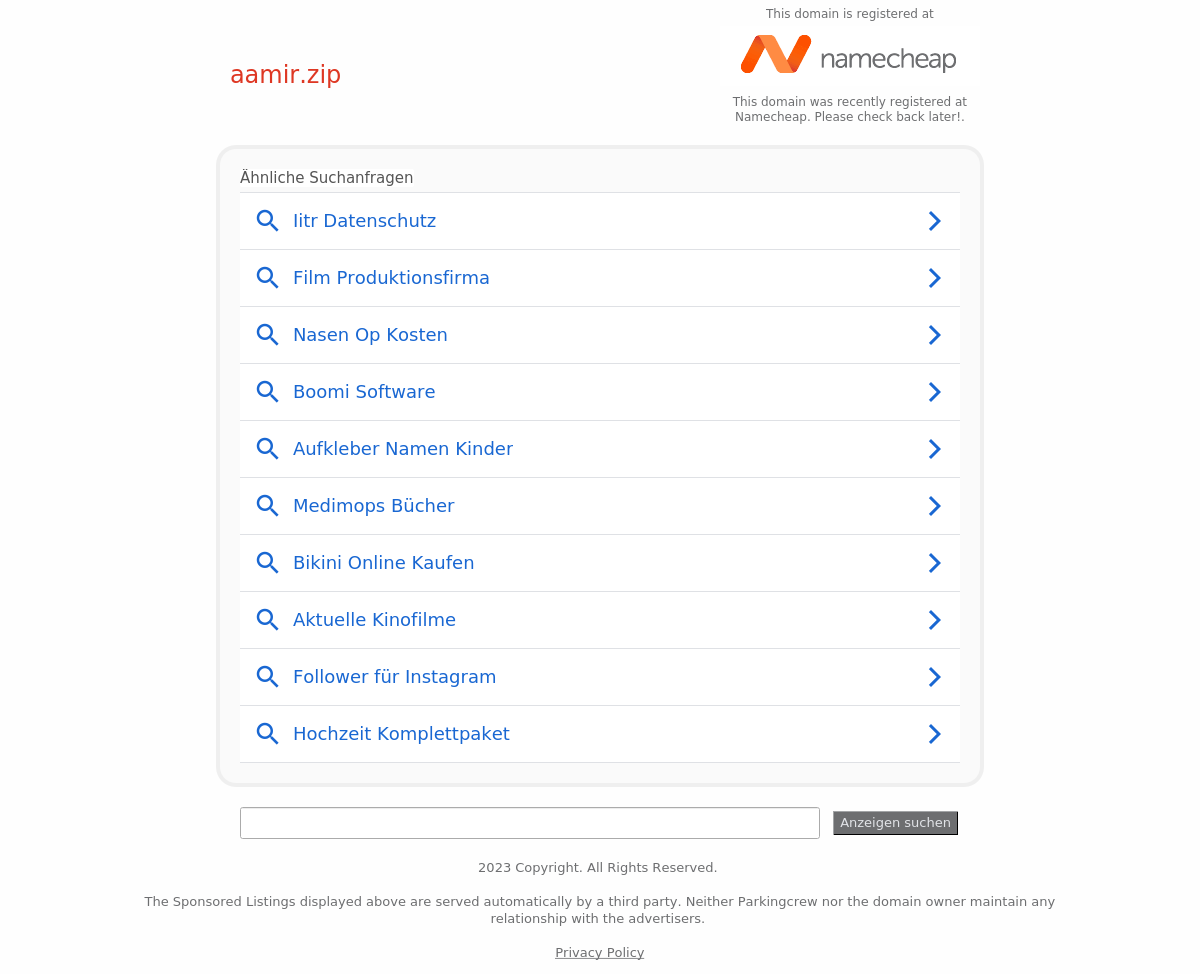 This domain is registered at
namecheap
aamir.zip
This domain was recently registered at
Namecheap. Please check back later!.
Ähnliche Suchanfragen
Iitr Datenschutz
Film Produktionsfirma
Nasen Op Kosten
Boomi Software
Aufkleber Namen Kinder
Medimops Bücher
Bikini Online Kaufen
Aktuelle Kinofilme
Follower für Instagram
Hochzeit Komplettpaket
Anzeigen suchen
2023 Copyright. All Rights Reserved.
The Sponsored Listings displayed above are served automatically by a third party. Neither Parkingcrew nor the domain owner maintain any
relationship with the advertisers.
Privacy Policy